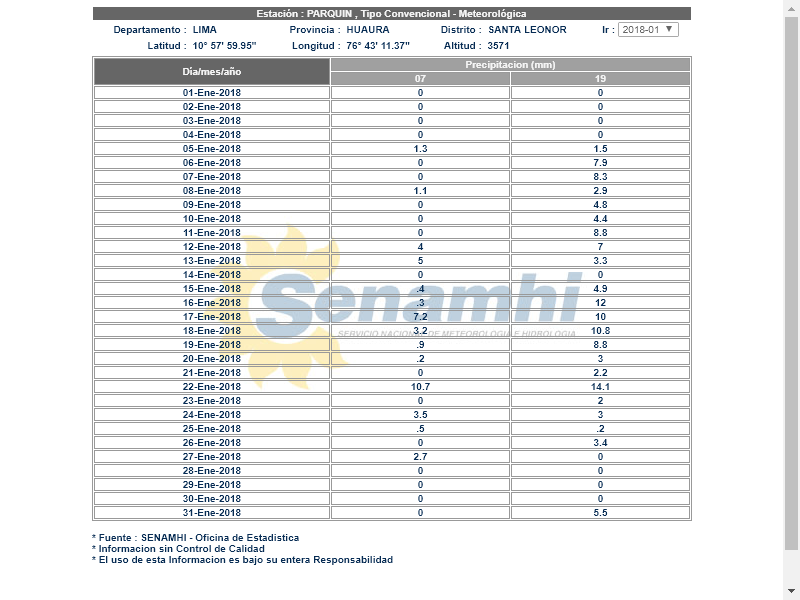 Estación : PARQUIN , Tipo Convencional - Meteorológica
Departamento : LIMA Provincia : HUAURA Distrito : SANTA LEONOR Ir : 2018-01
Latitud : 10° 57' 59.95" Longitud : 76° 43' 11.37" Altitud : 3571
Dia/mes/año Precipitacion (mm)
07 19
01-Ene-2018 0 0
02-Ene-2018 0 0
03-Ene-2018 0 0
04-Ene-2018 0 0
05-Ene-2018 1.3 1.5
06-Ene-2018 0 7.9
07-Ene-2018 0 8.3
08-Ene-2018 1.1 2.9
09-Ene-2018 0 4.8
10-Ene-2018 0 4.4
11-Ene-2018 0 8.8
12-Ene-2018 4 7
13-Ene-2018 5 3.3
14-Ene-2018 0 0
15-Ene-2018 .4 4.9
16-Ene-2018 .3 12
17-Ene-2018 7.2 10
18-Ene-2018 3.2 10.8
19-Ene-2018 .9 8.8
20-Ene-2018 .2 3
21-Ene-2018 0 2.2
22-Ene-2018 10.7 14.1
23-Ene-2018 0 2
24-Ene-2018 3.5 3
25-Ene-2018 .5 .2
26-Ene-2018 0 3.4
27-Ene-2018 2.7 0
28-Ene-2018 0 0
29-Ene-2018 0 0
30-Ene-2018 0 0
31-Ene-2018 0 5.5
Senamhi
SERVICIO NACIONAL DE METEOROLOGIA E HIDROLOGIA
* Fuente : SENAMHI - Oficina de Estadistica
* Informacion sin Control de Calidad
* El uso de esta Informacion es bajo su entera Responsabilidad